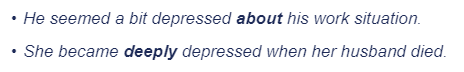 • He seemed a bit depressed about his work situation.
• She became deeply depressed when her husband died.